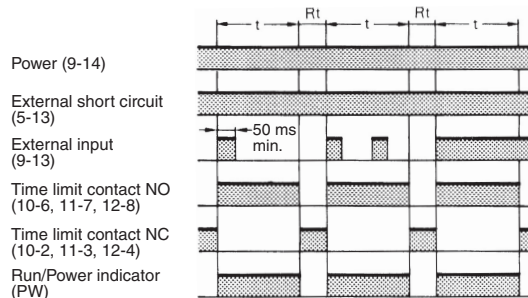 Rt Rt
t t t
Power (9-14)
External short circuit
(5-13)
External input
(9-13)
50 ms
min.
Time limit contact NO
(10-6, 11-7, 12-8)
Time limit contact NC
(10-2, 11-3, 12-4)
Run/Power indicator
(PW)